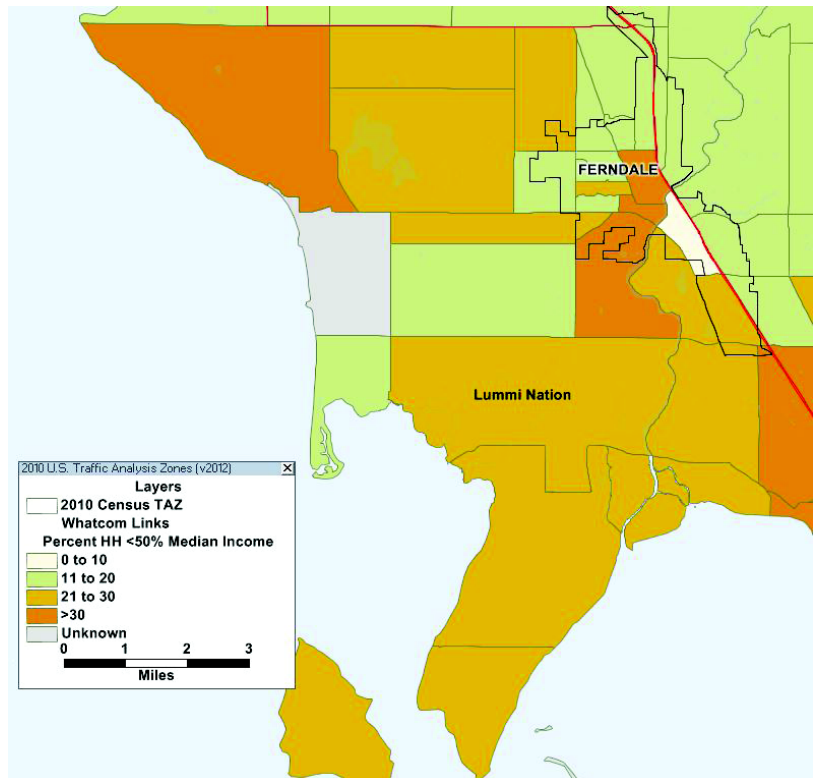 FERNDALE
Lummi Nation
2010 U.S. Traffic Analysis Zones (v2012)
Layers
2010 Census TAZ
Whatcom Links
Percent HH <50% Median Income
0 to 10
11 to 20
21 to 30
>30
Unknown
0 1 2 3
Miles